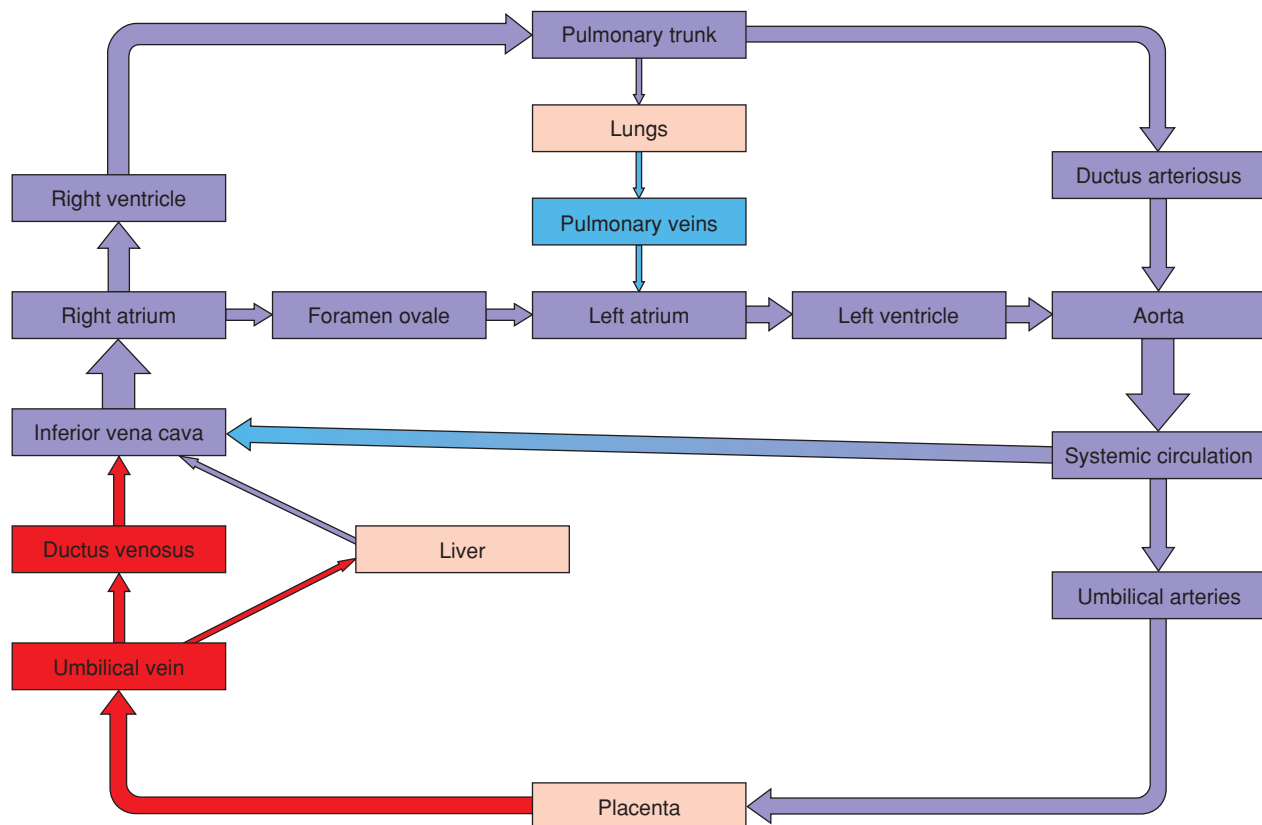 Pulmonary trunk
Lungs
Ductus arteriosus
Right ventricle
Pulmonary veins
Right atrium
Foramen ovale
Left atrium
Left ventricle
Aorta
Inferior vena cava
Systemic circulation
Ductus venosus
Liver
Umbilical arteries
Umbilical vein
Placenta